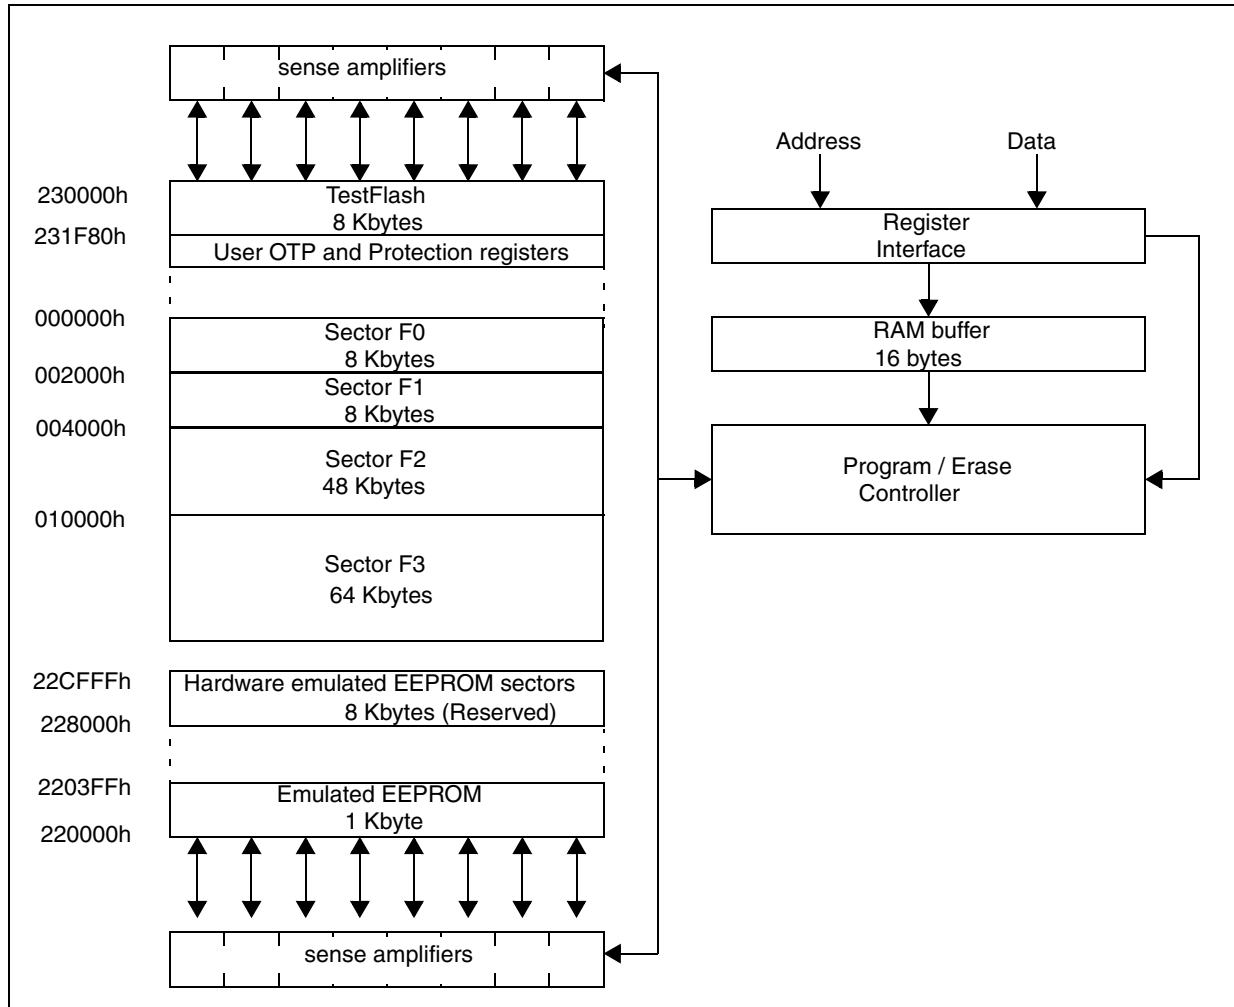 sense amplifiers
230000h
TestFlash
8 Kbytes
231F80h
User OTP and Protection registers
000000h
Sector F0
8 Kbytes
002000h
Sector F1
8 Kbytes
004000h
Sector F2
48 Kbytes
010000h
Sector F3
64 Kbytes
22CFFFh
Hardware emulated EEPROM sectors
8 Kbytes (Reserved)
228000h
2203FFh
Emulated EEPROM
1 Kbyte
220000h
sense amplifiers
Address
Data
Register
Interface
RAM buffer
16 bytes
Program / Erase
Controller